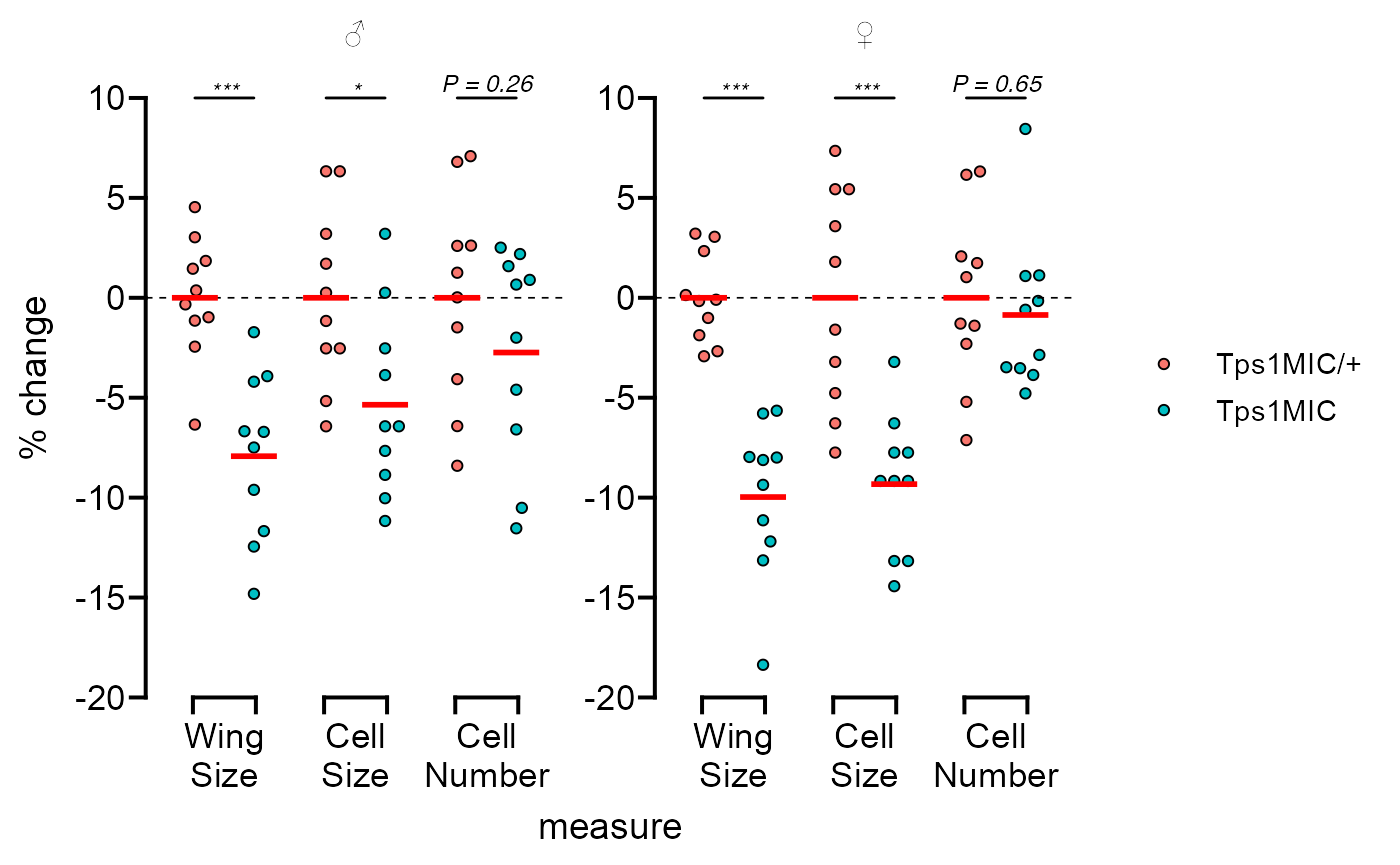 ♂ ♀
*** * P = 0.26 *** *** P = 0.65
10 10
5 5
0 0
-5 -5
-10 -10
-15 -15
-20 -20
% change
Wing Cell Cell Wing Cell Cell
Size Size Number Size Size Number
measure
Tps1MIC/+
Tps1MIC